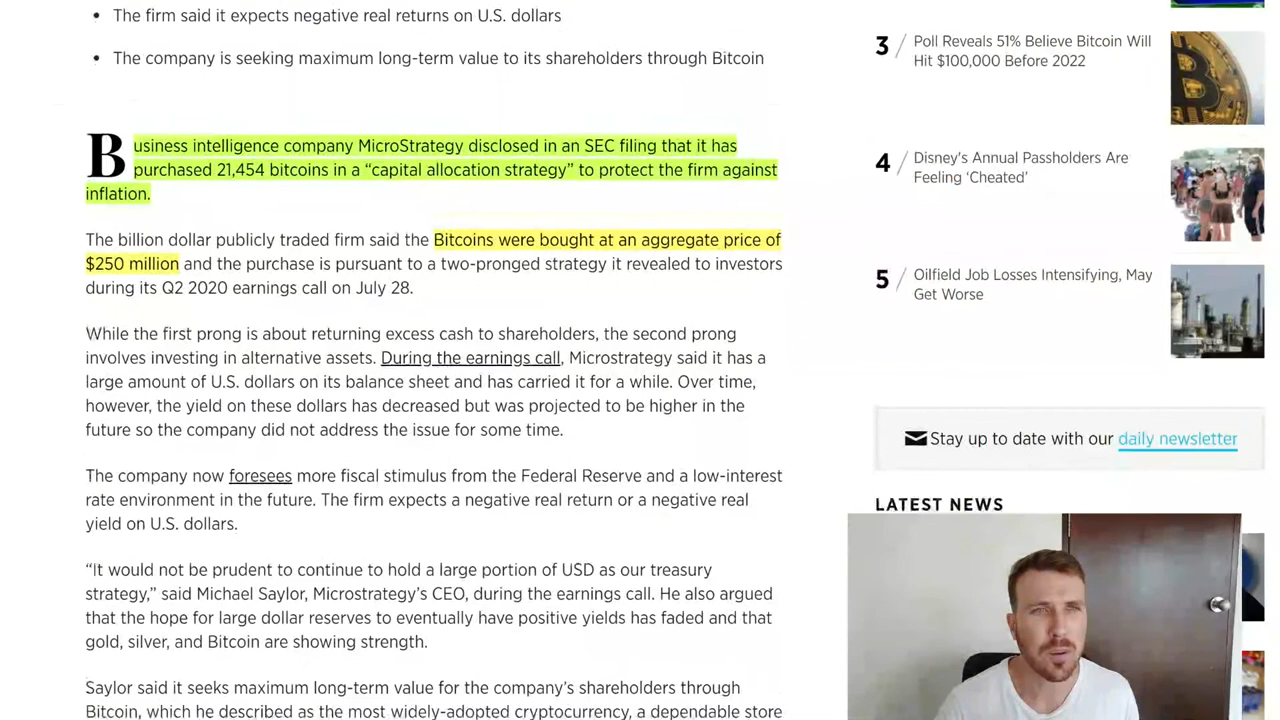 • The firm said it expects negative real returns on U.S. dollars
• The company is seeking maximum long-term value to its shareholders through Bitcoin
Business intelligence company MicroStrategy disclosed in an SEC filing that it has
purchased 21,454 bitcoins in a “capital allocation strategy” to protect the firm against
inflation.
The billion dollar publicly traded firm said the Bitcoins were bought at an aggregate price of
$250 million and the purchase is pursuant to a two-pronged strategy it revealed to investors
during its Q2 2020 earnings call on July 28.
While the first prong is about returning excess cash to shareholders, the second prong
involves investing in alternative assets. During the earnings call, Microstrategy said it has a
large amount of U.S. dollars on its balance sheet and has carried it for a while. Over time,
however, the yield on these dollars has decreased but was projected to be higher in the
future so the company did not address the issue for some time.
The company now foresees more fiscal stimulus from the Federal Reserve and a low-interest
rate environment in the future. The firm expects a negative real return or a negative real
yield on U.S. dollars.
“It would not be prudent to continue to hold a large portion of USD as our treasury
strategy,” said Michael Saylor, Microstrategy’s CEO, during the earnings call. He also argued
that the hope for large dollar reserves to eventually have positive yields has faded and that
gold, silver, and Bitcoin are showing strength.
Saylor said it seeks maximum long-term value for the company’s shareholders through
Bitcoin, which he described as the most widely-adopted cryptocurrency, a dependable store
3 / Poll Reveals 51% Believe Bitcoin Will
Hit $100,000 Before 2022
4 / Disney’s Annual Passholders Are
Feeling ‘Cheated’
5 / Oilfield Job Losses Intensifying, May
Get Worse
Stay up to date with our daily newsletter
LATEST NEWS